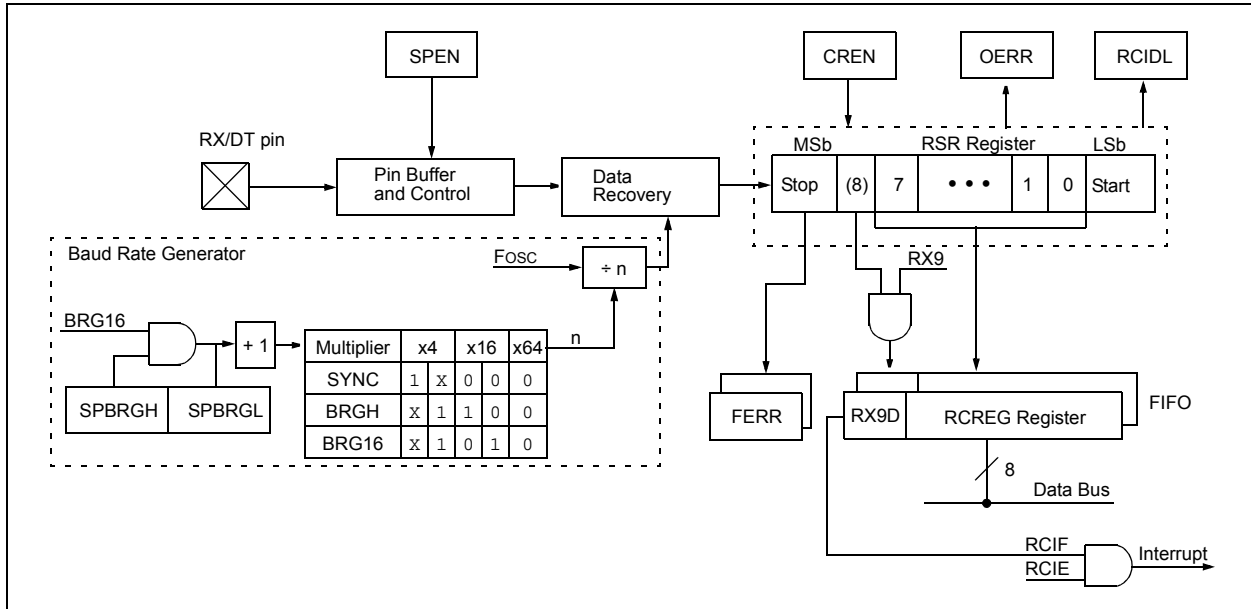 SPEN
CREN
OERR
RCIDL
RX/DT pin
Pin Buffer
and Control
Data
Recovery
MSb
RSR Register
LSb
Stop (8) 7 • • • 1 0 Start
Baud Rate Generator
FOSC
÷ n
RX9
BRG16
+ 1
n
Multiplier x4 x16 x64
SYNC 1 X 0 0 0
BRGH X 1 1 0 0
BRG16 X 1 0 1 0
SPBRGH SPBRGL
FERR
RX9D RCREG Register
FIFO
8
Data Bus
RCIF
RCIE
Interrupt